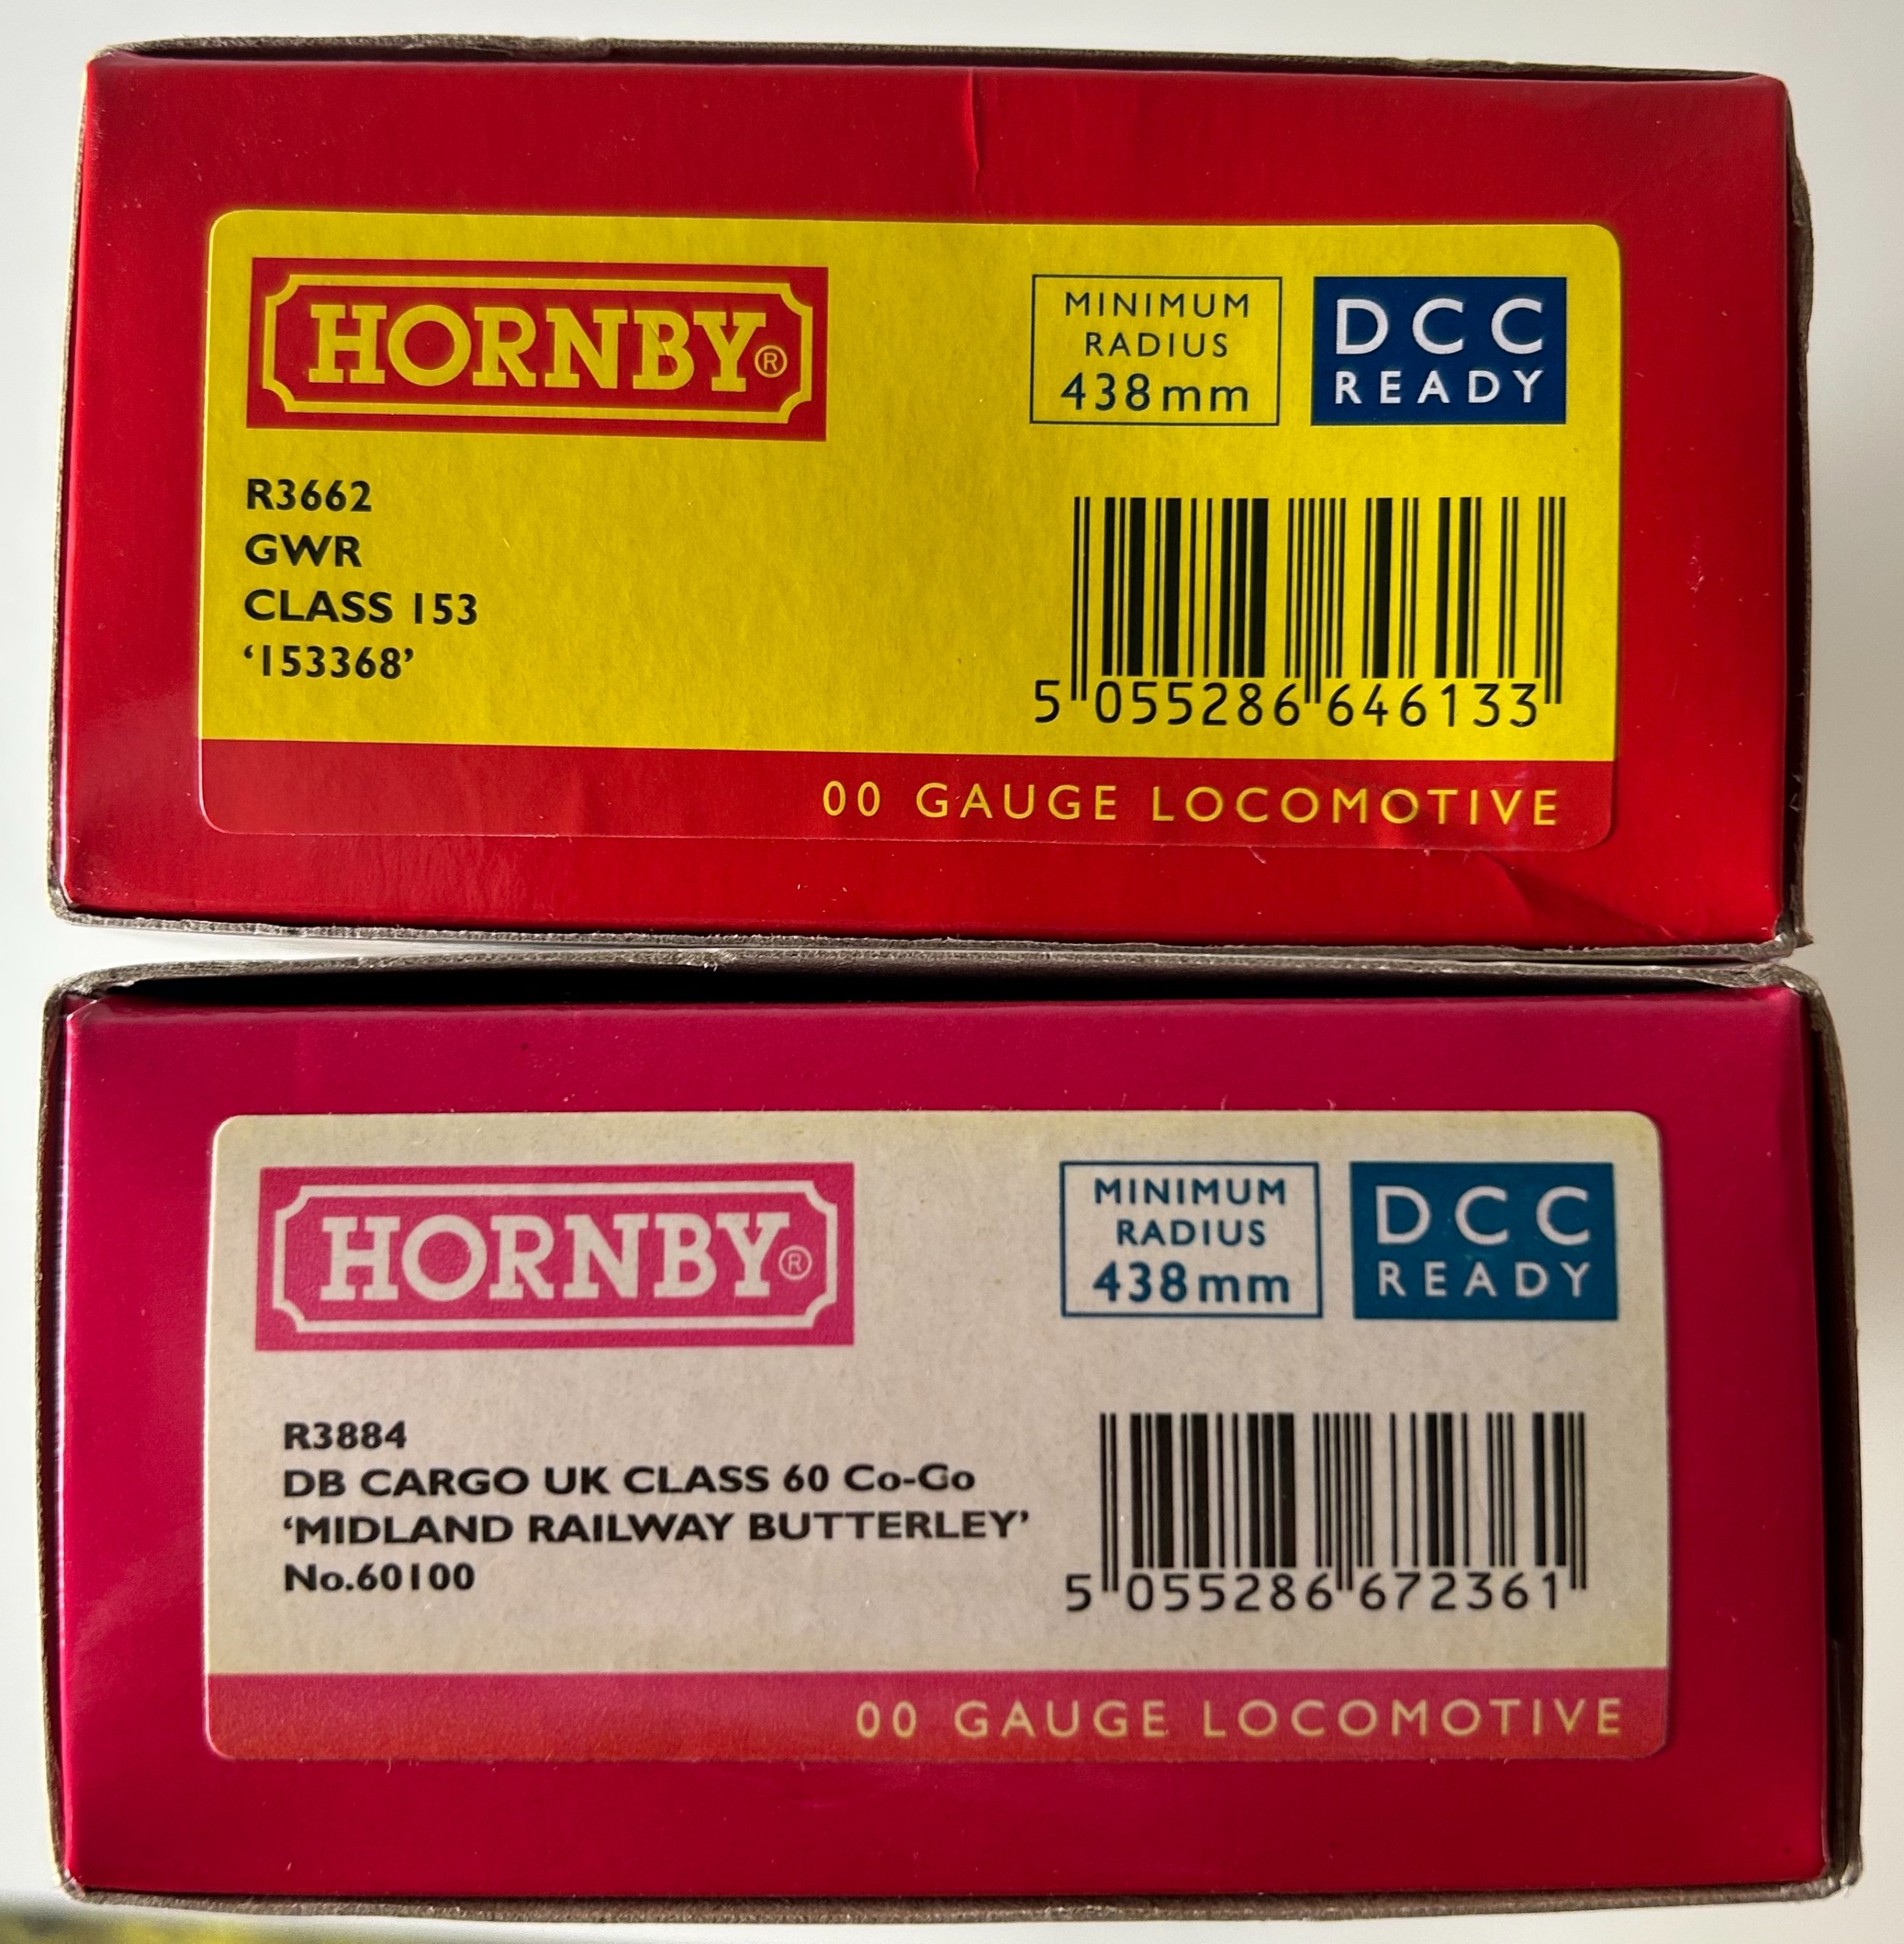 HORNBY®
MINIMUM
RADIUS
438mm
DCC
READY
R3662
GWR
CLASS 153
‘153368’
5 055286 646133
00 GAUGE LOCOMOTIVE
HORNBY®
MINIMUM
RADIUS
438mm
DCC
READY
R3884
DB CARGO UK CLASS 60 Co-Go
‘MIDLAND RAILWAY BUTTERLEY’
No.60100
5 055286 672361
00 GAUGE LOCOMOTIVE